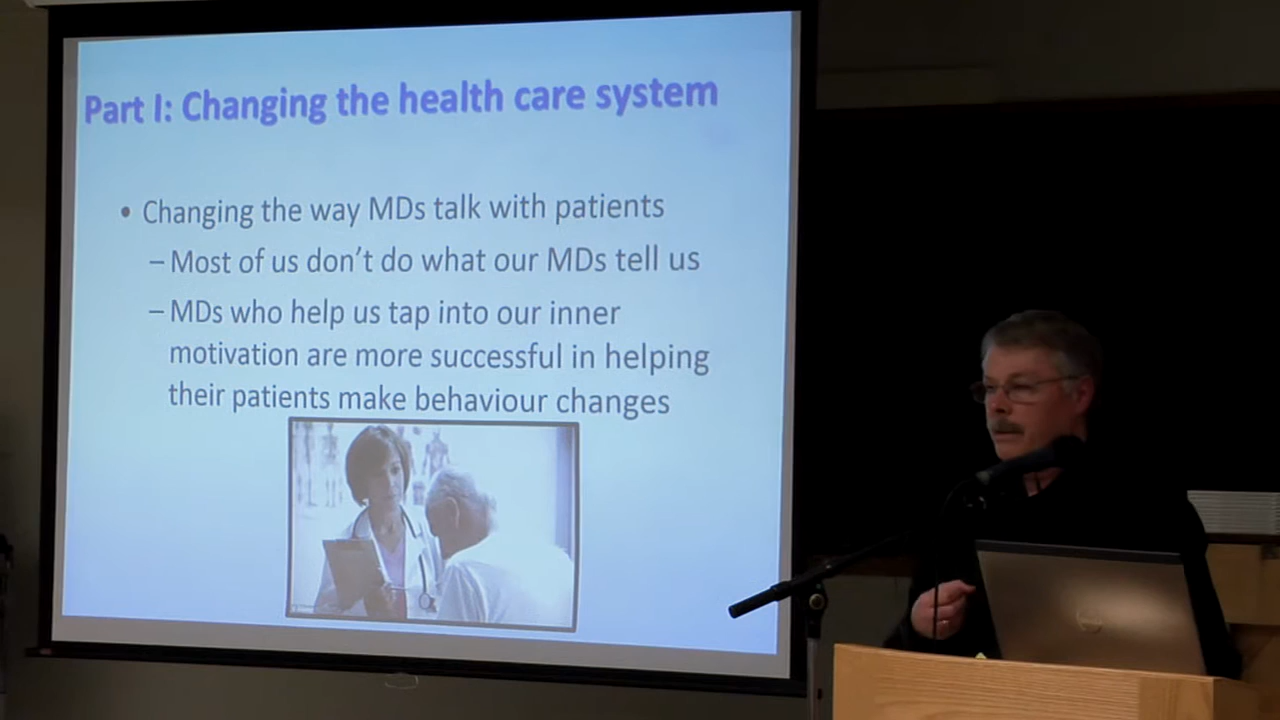 Part I: Changing the health care system
• Changing the way MDs talk with patients
– Most of us don't do what our MDs tell us
– MDs who help us tap into our inner
motivation are more successful in helping
their patients make behaviour changes